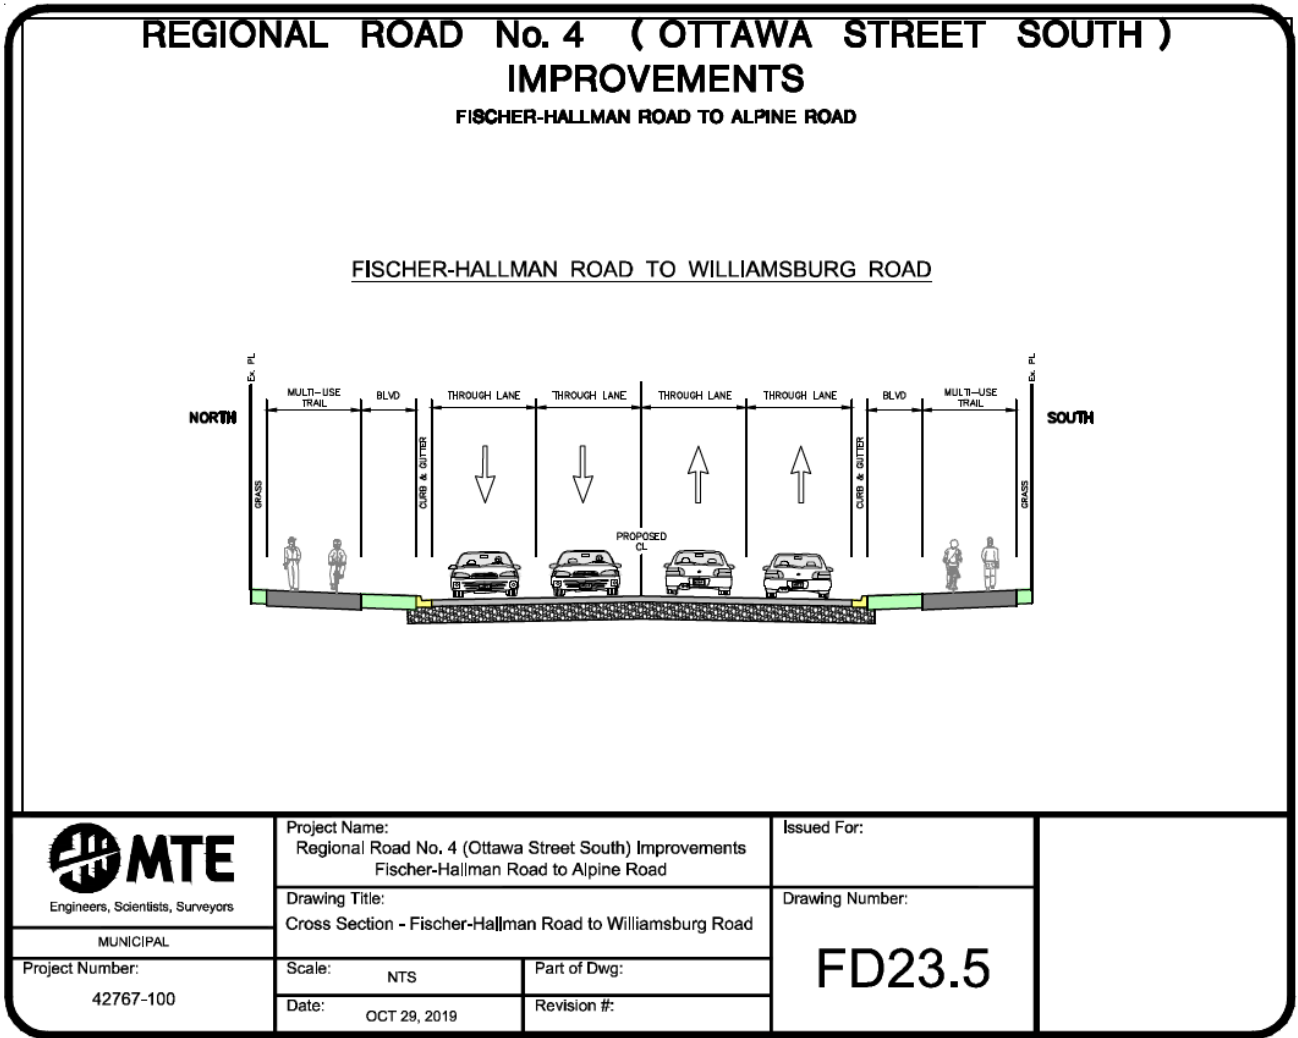 REGIONAL ROAD No. 4 ( OTTAWA STREET SOUTH )
IMPROVEMENTS
FISCHER-HALLMAN ROAD TO ALPINE ROAD
FISCHER-HALLMAN ROAD TO WILLIAMSBURG ROAD
Ex. PL
Ex. PL
NORTH
MULTI-USE
TRAIL
BLVD
THROUGH LANE
THROUGH LANE
THROUGH LANE
THROUGH LANE
BLVD
MULTI-USE
TRAIL
SOUTH
GRASS
CURB & GUTTER
CURB & GUTTER
GRASS
PROPOSED
CL
MTE
Engineers, Scientists, Surveyors
MUNICIPAL
Project Number:
42767-100
Project Name:
Regional Road No. 4 (Ottawa Street South) Improvements
Fischer-Hallman Road to Alpine Road
Drawing Title:
Cross Section - Fischer-Hallman Road to Williamsburg Road
Scale:
NTS
Part of Dwg:
Date:
OCT 29, 2019
Revision #:
Issued For:
Drawing Number:
FD23.5